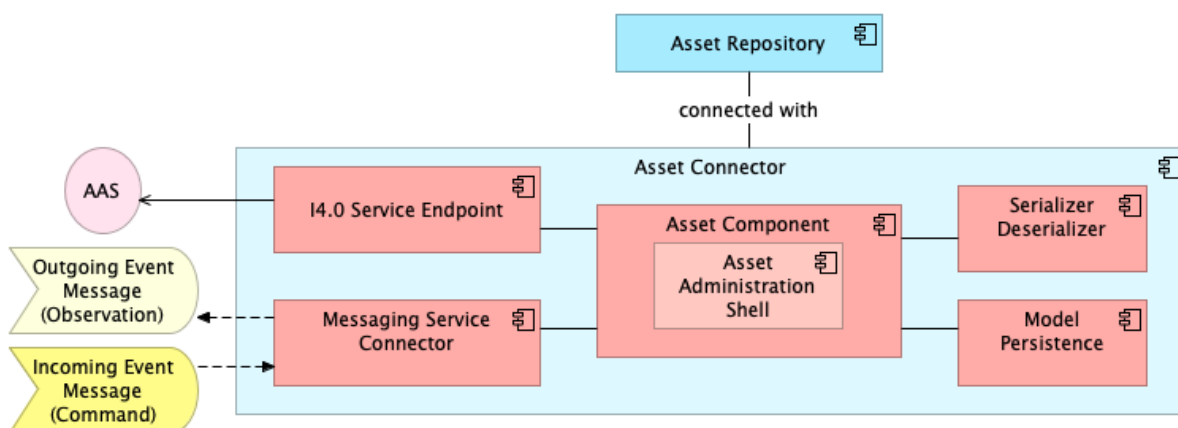 Asset Repository
connected with
Asset Connector
AAS
I4.0 Service Endpoint
Asset Component
Serializer
Deserializer
Asset
Administration
Shell
Outgoing Event
Message
(Observation)
Messaging Service
Connector
Model
Persistence
Incoming Event
Message
(Command)